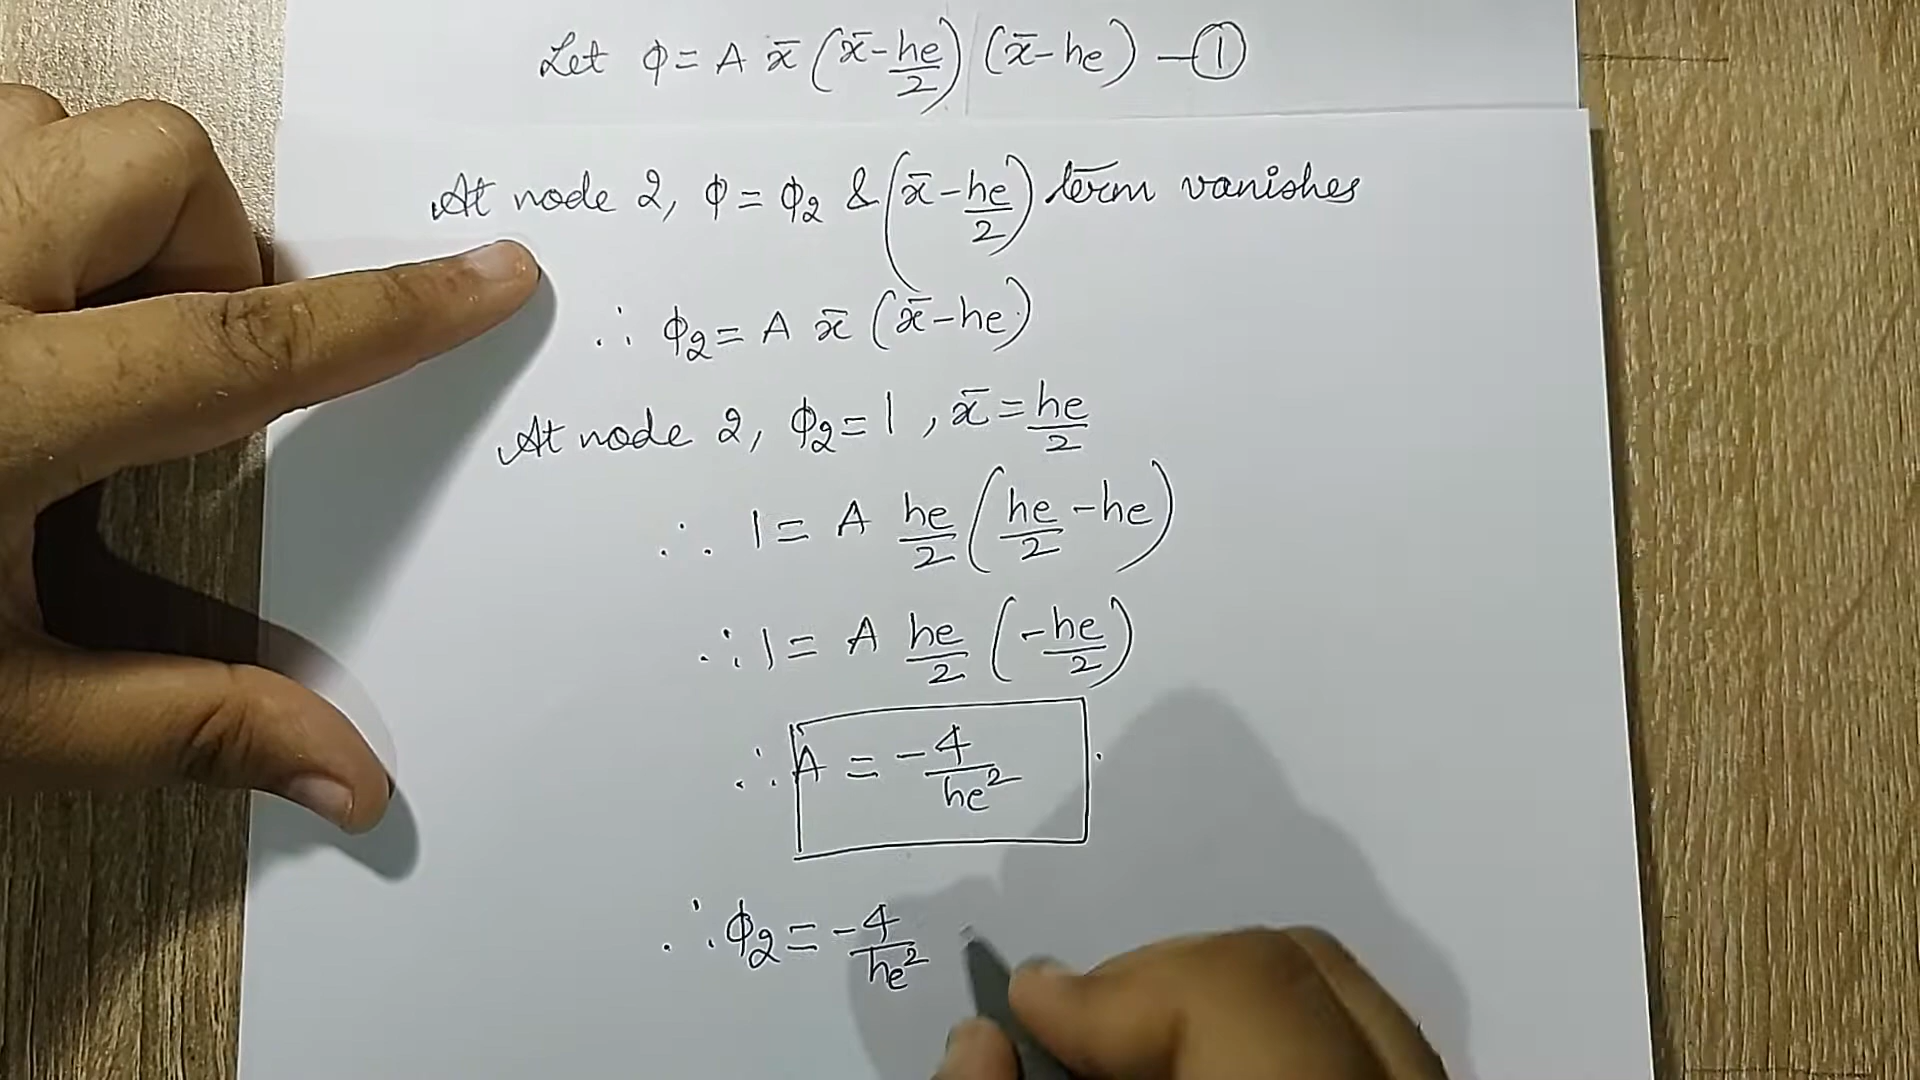 Let φ = A x̄ (x̄ - he/2) (x̄ - he) — ①
At node 2, φ = φ2 & (x̄ - he/2) term vanishes
∴ φ2 = A x̄ (x̄ - he)
At node 2, φ2 = 1, x̄ = he/2
∴ 1 = A he/2 (he/2 - he)
∴ 1 = A he/2 (-he/2)
∴ A = -4/he²
∴ φ2 = -4/he²